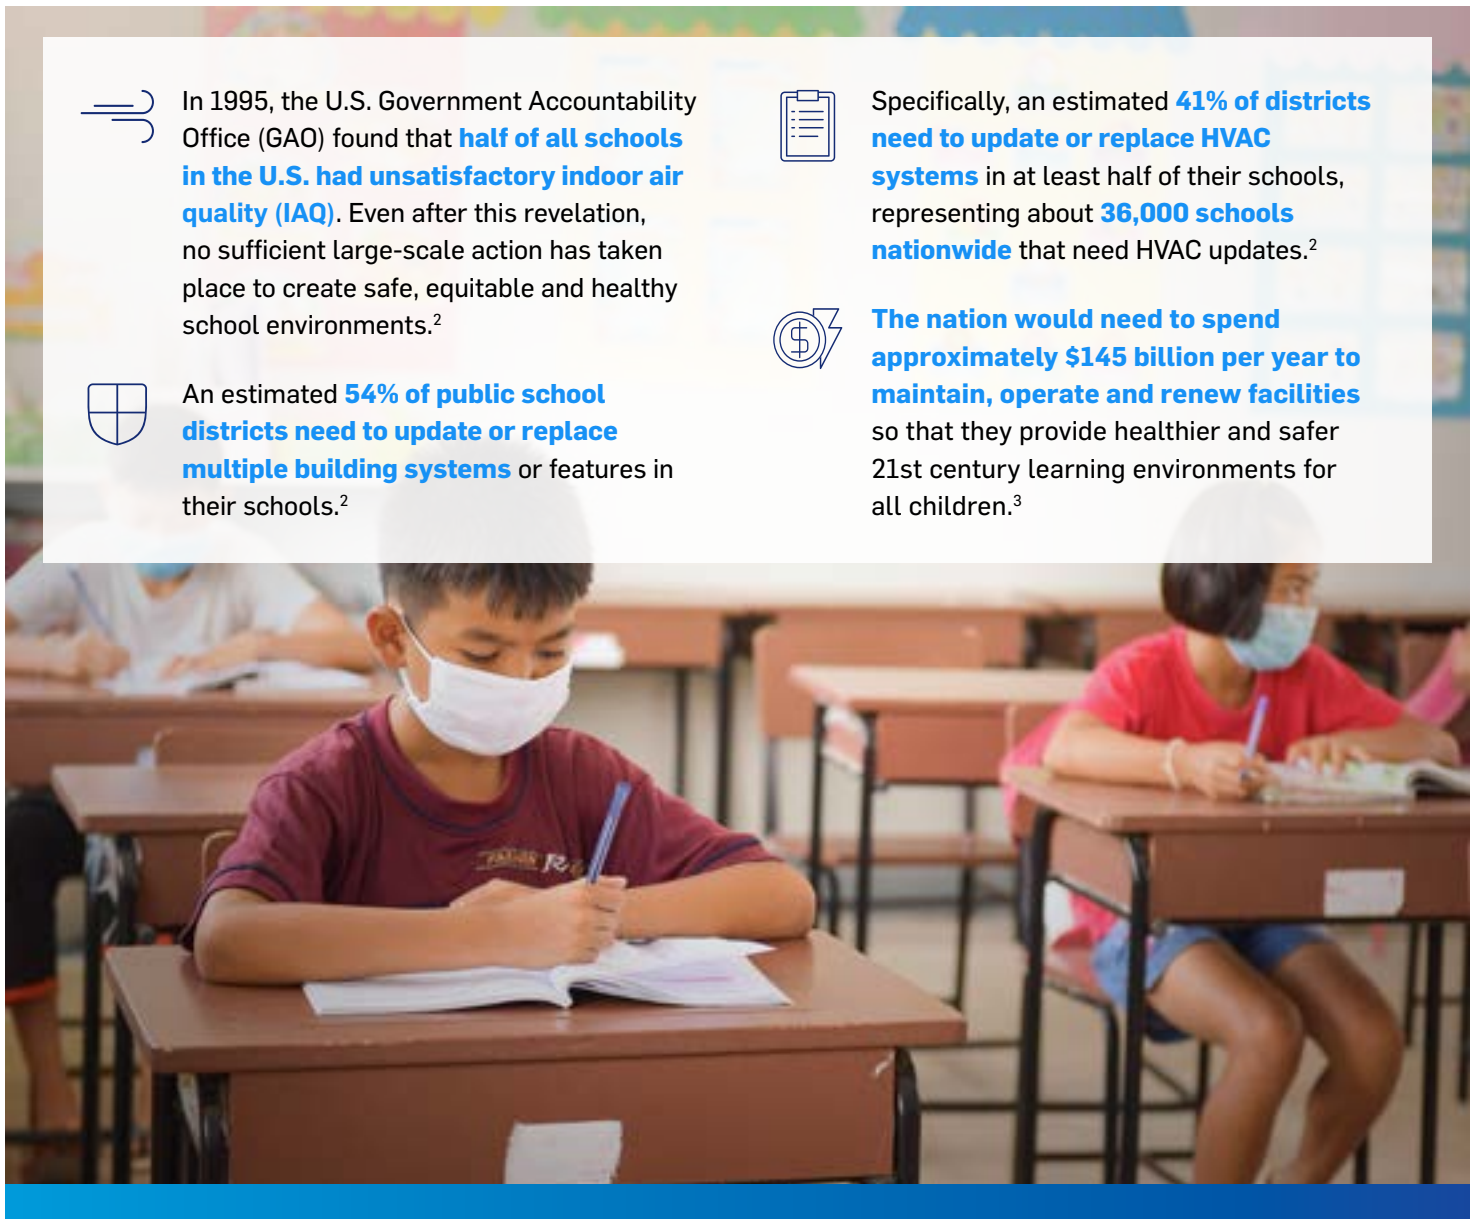 In 1995, the U.S. Government Accountability
Office (GAO) found that half of all schools
in the U.S. had unsatisfactory indoor air
quality (IAQ). Even after this revelation,
no sufficient large-scale action has taken
place to create safe, equitable and healthy
school environments.2
An estimated 54% of public school
districts need to update or replace
multiple building systems or features in
their schools.2
Specifically, an estimated 41% of districts
need to update or replace HVAC
systems in at least half of their schools,
representing about 36,000 schools
nationwide that need HVAC updates.2
The nation would need to spend
approximately $145 billion per year to
maintain, operate and renew facilities
so that they provide healthier and safer
21st century learning environments for
all children.3